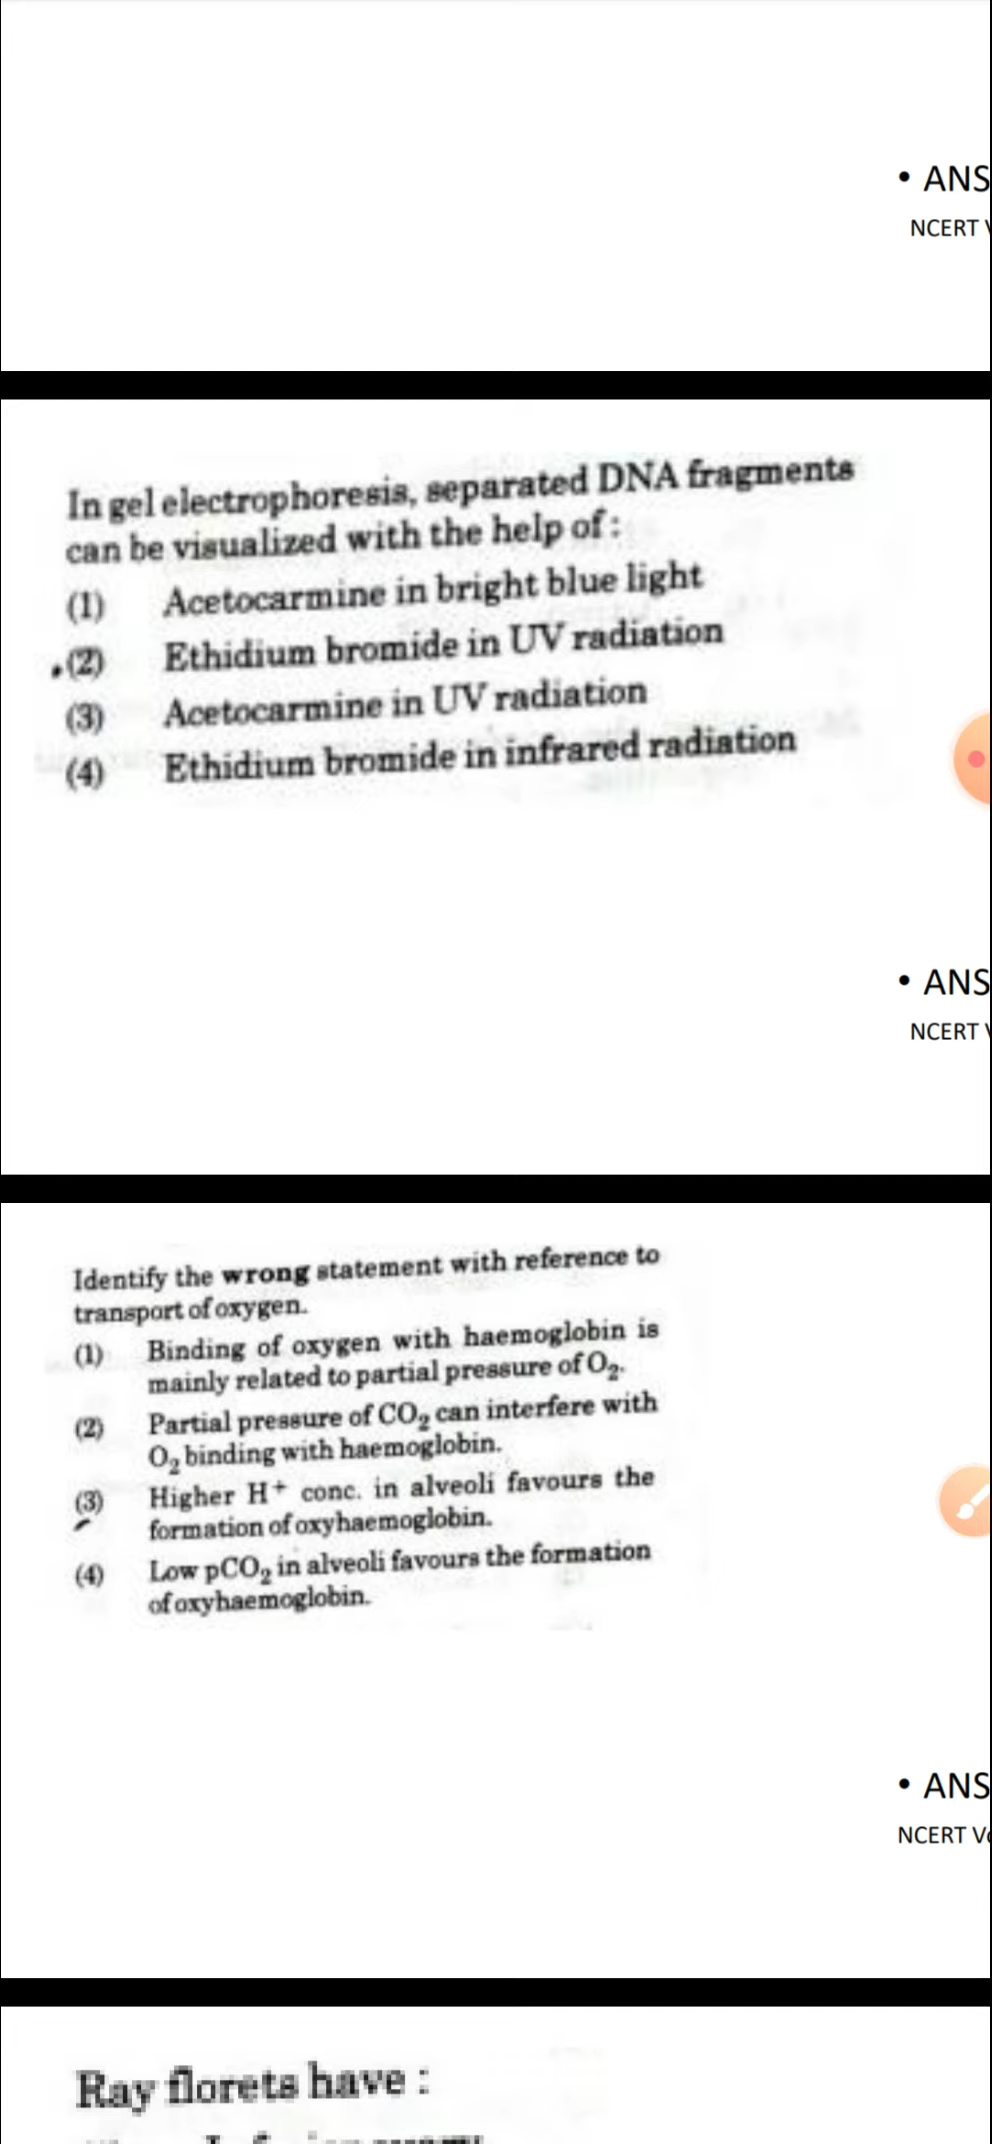 • ANS
NCERT
In gel electrophoresis, separated DNA fragments
can be visualized with the help of :
(1) Acetocarmine in bright blue light
(2) Ethidium bromide in UV radiation
(3) Acetocarmine in UV radiation
(4) Ethidium bromide in infrared radiation
• ANS
NCERT
Identify the wrong statement with reference to
transport of oxygen.
(1) Binding of oxygen with haemoglobin is
mainly related to partial pressure of O₂.
(2) Partial pressure of CO₂ can interfere with
O₂ binding with haemoglobin.
(3) Higher H⁺ conc. in alveoli favours the
formation of oxyhaemoglobin.
(4) Low pCO₂ in alveoli favours the formation
of oxyhaemoglobin.
• ANS
NCERT
Ray florets have :